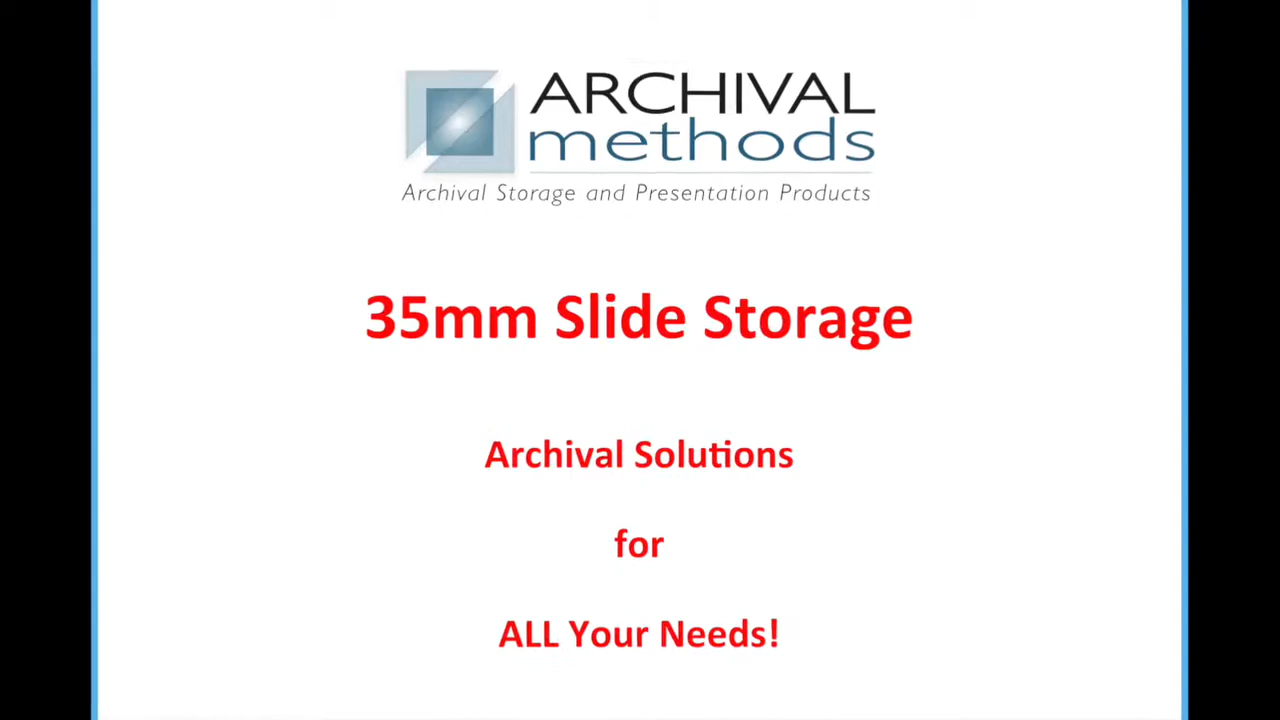 ARCHIVAL
methods
Archival Storage and Presentation Products
35mm Slide Storage
Archival Solutions
for
ALL Your Needs!